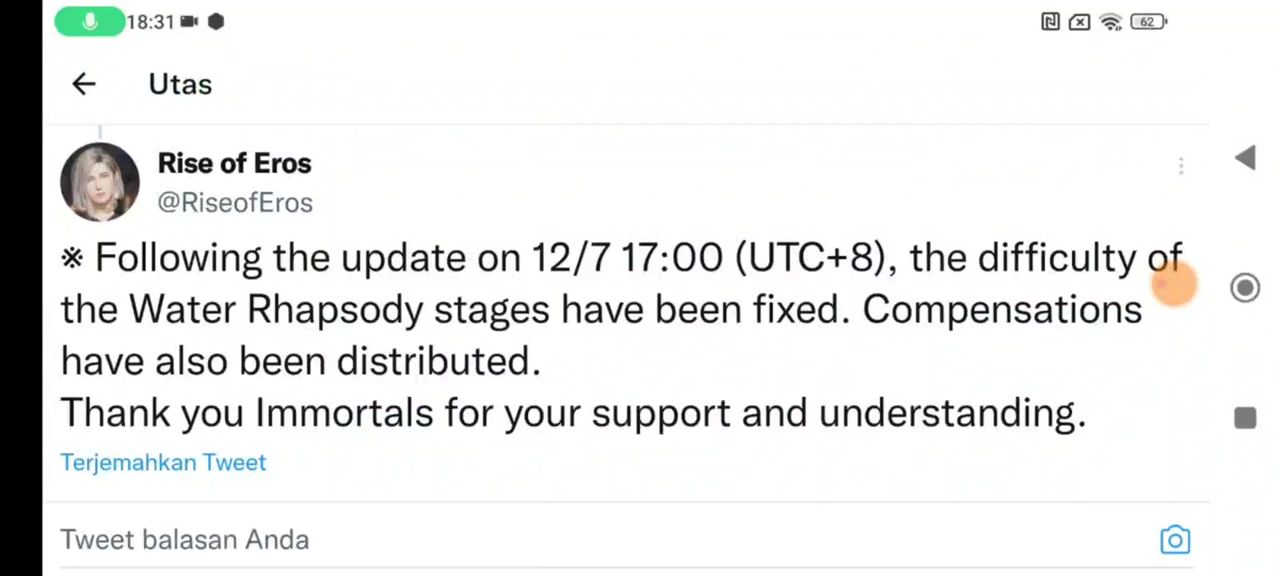 18:31
62
Utas
Rise of Eros
@RiseofEros
※ Following the update on 12/7 17:00 (UTC+8), the difficulty of
the Water Rhapsody stages have been fixed. Compensations
have also been distributed.
Thank you Immortals for your support and understanding.
Terjemahkan Tweet
Tweet balasan Anda